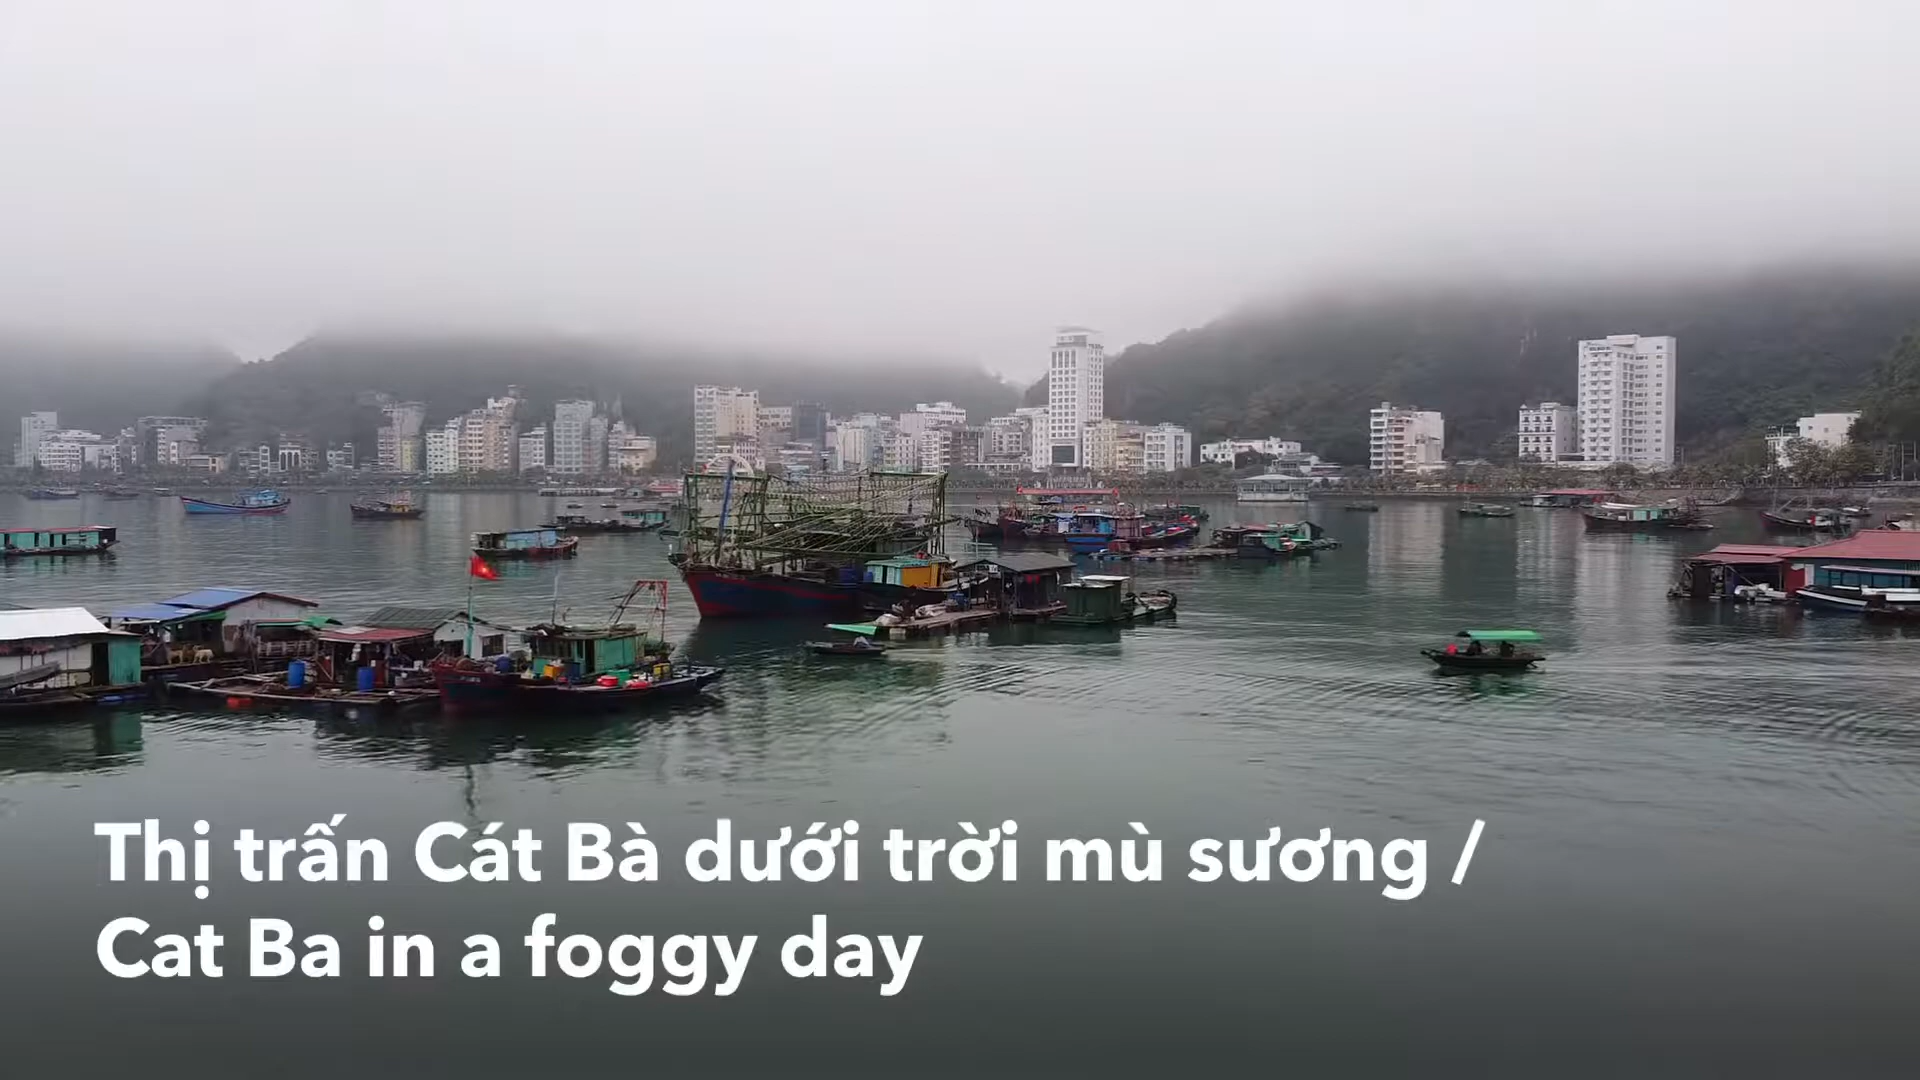 Thị trấn Cát Bà dưới trời mù sương /
Cat Ba in a foggy day